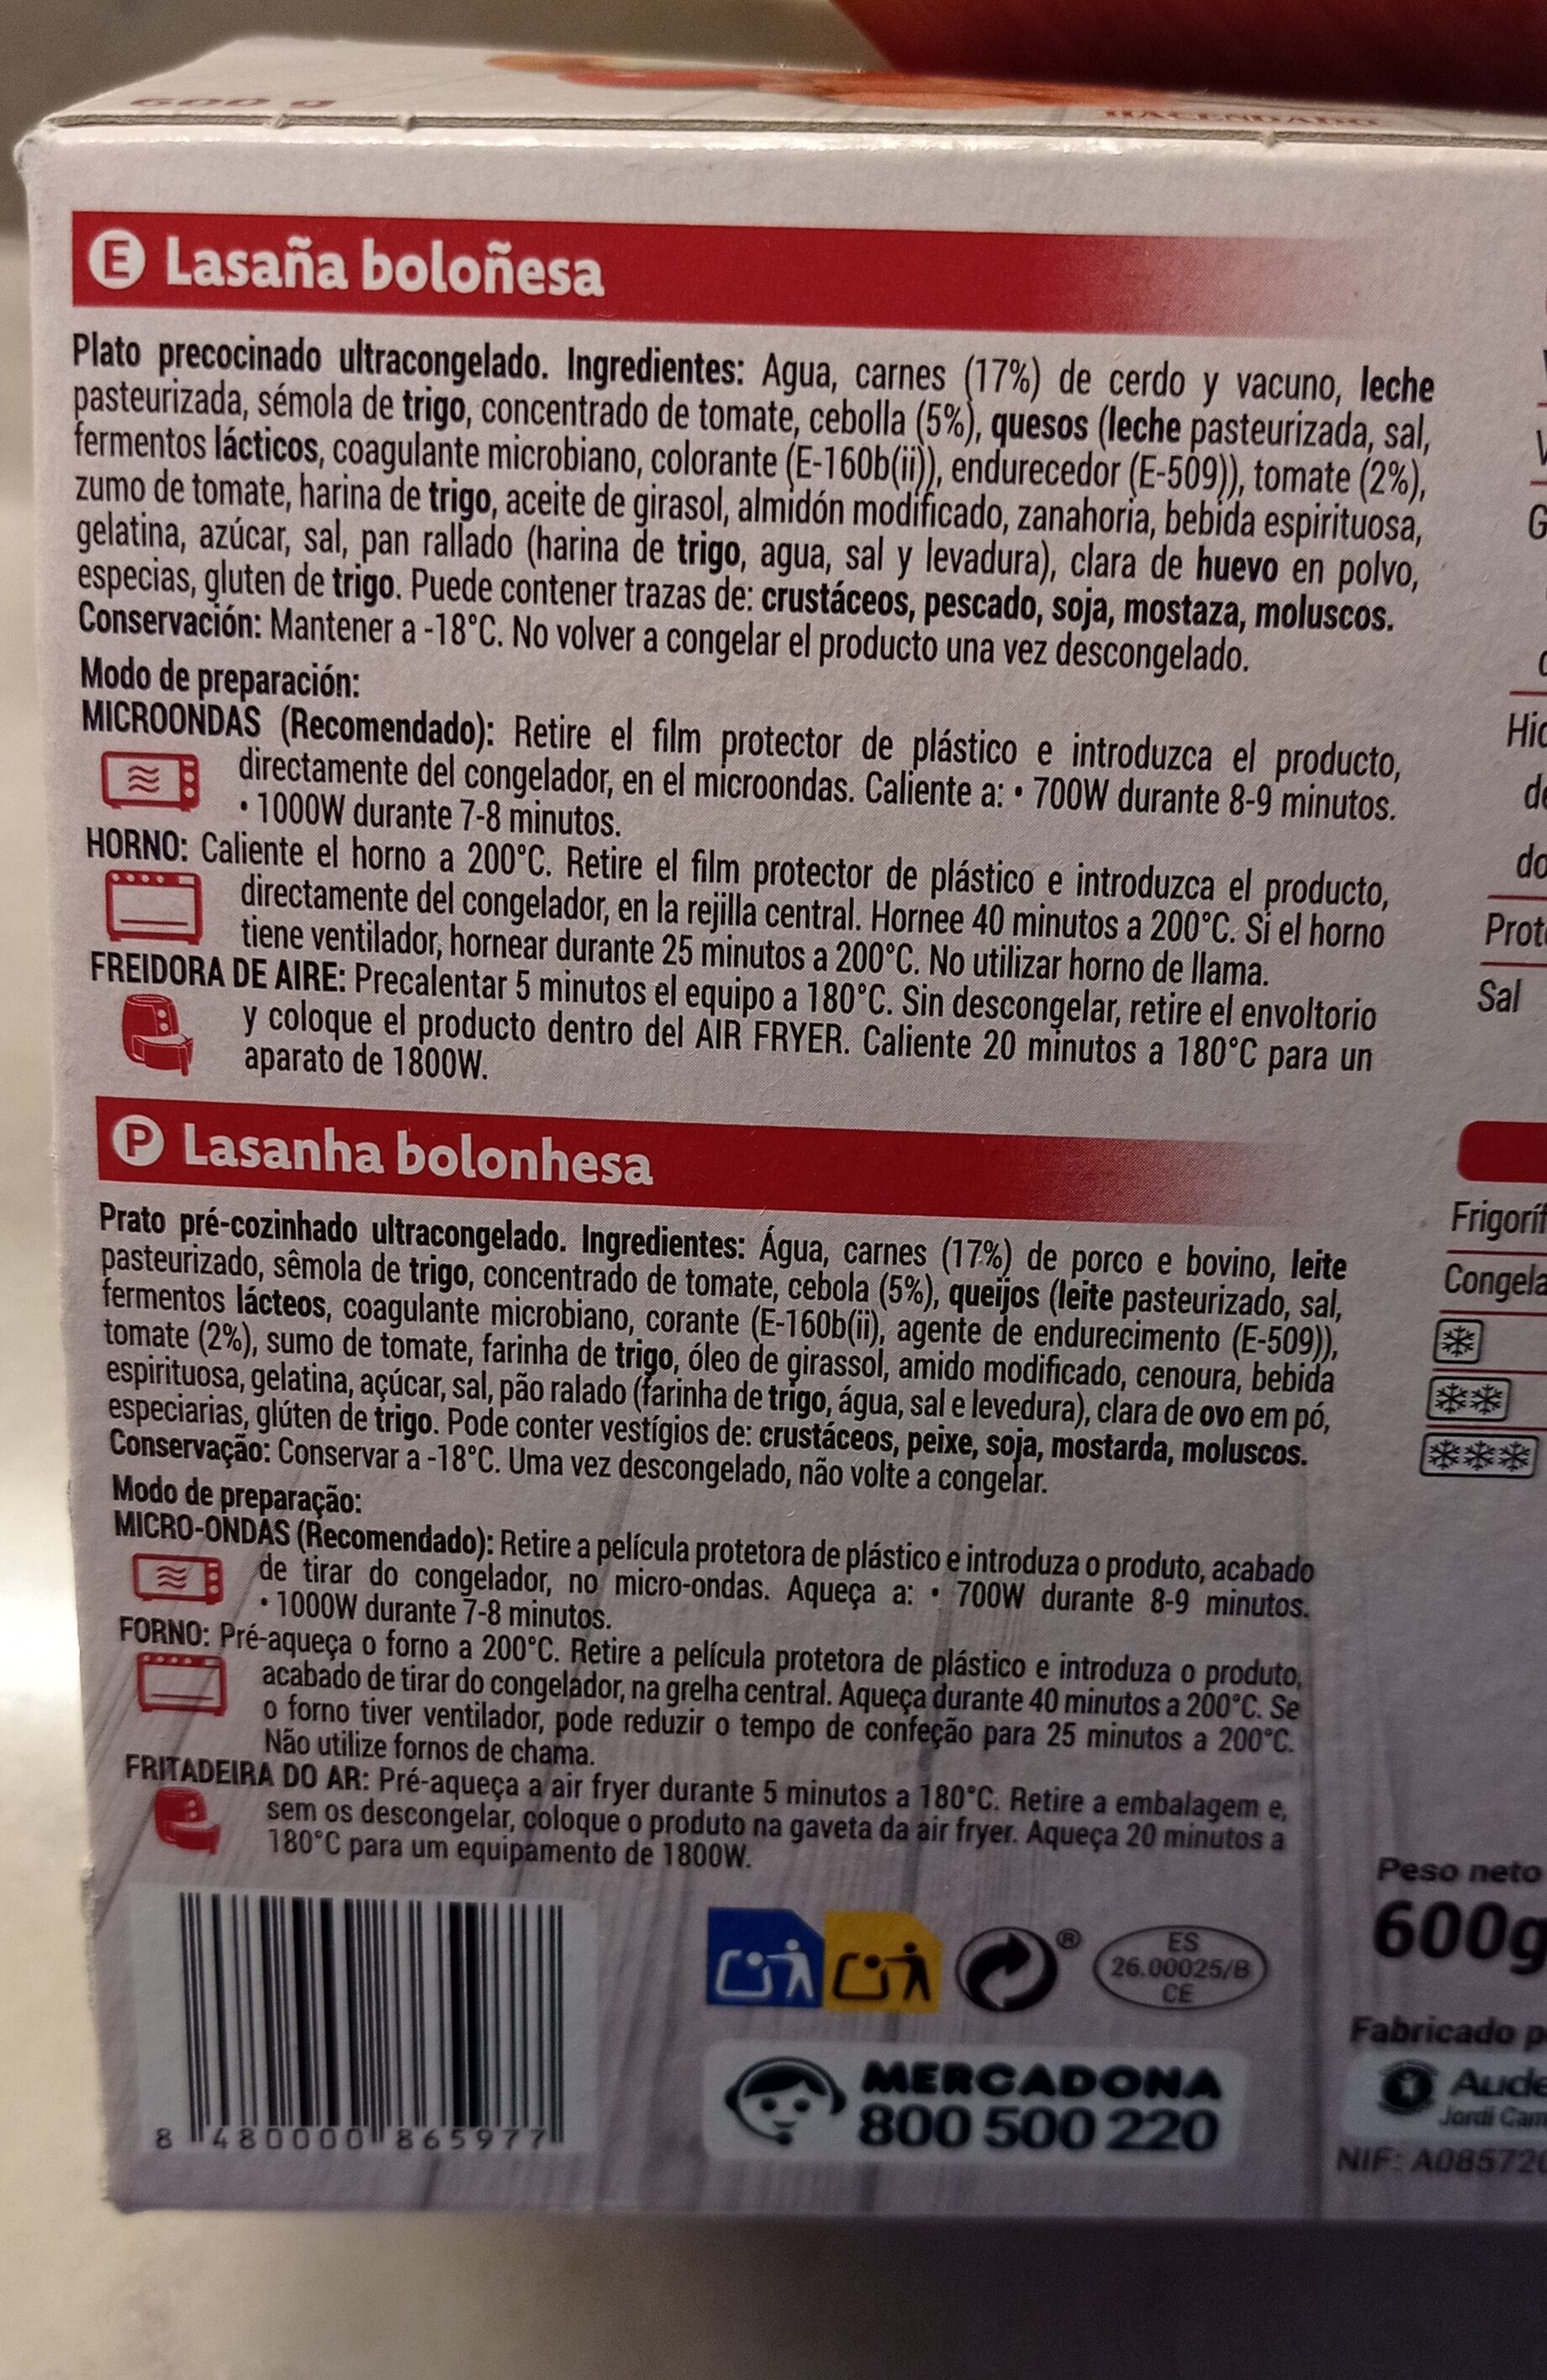 600 g
HACENDADO
E Lasaña boloñesa
Plato precocinado ultracongelado. Ingredientes: Agua, carnes (17%) de cerdo y vacuno, leche
pasteurizada, sémola de trigo, concentrado de tomate, cebolla (5%), quesos (leche pasteurizada, sal,
fermentos lácticos, coagulante microbiano, colorante (E-160b(ii)), endurecedor (E-509)), tomate (2%),
zumo de tomate, harina de trigo, aceite de girasol, almidón modificado, zanahoria, bebida espirituosa,
gelatina, azúcar, sal, pan rallado (harina de trigo, agua, sal y levadura), clara de huevo en polvo,
especias, gluten de trigo. Puede contener trazas de: crustáceos, pescado, soja, mostaza, moluscos.
Conservación: Mantener a -18°C. No volver a congelar el producto una vez descongelado.
Modo de preparación:
MICROONDAS (Recomendado): Retire el film protector de plástico e introduzca el producto,
directamente del congelador, en el microondas. Caliente a: • 700W durante 8-9 minutos.
• 1000W durante 7-8 minutos.
HORNO: Caliente el horno a 200°C. Retire el film protector de plástico e introduzca el producto,
directamente del congelador, en la rejilla central. Hornee 40 minutos a 200°C. Si el horno
tiene ventilador, hornear durante 25 minutos a 200°C. No utilizar horno de llama.
FREIDORA DE AIRE: Precalentar 5 minutos el equipo a 180°C. Sin descongelar, retire el envoltorio
y coloque el producto dentro del AIR FRYER. Caliente 20 minutos a 180°C para un
aparato de 1800W.
P Lasanha bolonhesa
Prato pré-cozinhado ultracongelado. Ingredientes: Água, carnes (17%) de porco e bovino, leite
pasteurizado, sêmola de trigo, concentrado de tomate, cebola (5%), queijos (leite pasteurizado, sal,
fermentos lácteos, coagulante microbiano, corante (E-160b(ii), agente de endurecimento (E-509)),
tomate (2%), sumo de tomate, farinha de trigo, óleo de girassol, amido modificado, cenoura, bebida
espirituosa, gelatina, açúcar, sal, pão ralado (farinha de trigo, água, sal e levedura), clara de ovo em pó,
especiarias, glúten de trigo. Pode conter vestígios de: crustáceos, peixe, soja, mostarda, moluscos.
Conservação: Conservar a -18°C. Uma vez descongelado, não volte a congelar.
Modo de preparação:
MICRO-ONDAS (Recomendado): Retire a película protetora de plástico e introduza o produto, acabado
de tirar do congelador, no micro-ondas. Aqueça a: • 700W durante 8-9 minutos.
• 1000W durante 7-8 minutos.
FORNO: Pré-aqueça o forno a 200°C. Retire a película protetora de plástico e introduza o produto,
acabado de tirar do congelador, na grelha central. Aqueça durante 40 minutos a 200°C. Se
o forno tiver ventilador, pode reduzir o tempo de confeção para 25 minutos a 200°C.
Não utilize fornos de chama.
FRITADEIRA DO AR: Pré-aqueça a air fryer durante 5 minutos a 180°C. Retire a embalagem e,
sem os descongelar, coloque o produto na gaveta da air fryer. Aqueça 20 minutos a
180°C para um equipamento de 1800W.
8 480000 865977
®
ES
26.00025/B
CE
MERCADONA
800 500 220
G
Hid
de
do
Prote
Sal
Frigoríf
Congela
Peso neto
600g
Fabricado p
Aude
Jordi Cam
NIF: A085720